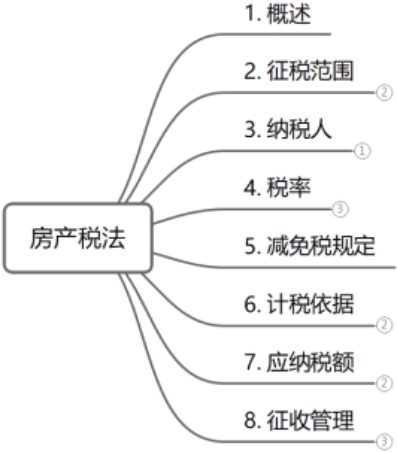 1. 概述
2. 征税范围
②
3. 纳税人
①
4. 税率
③
房产税法
5. 减免税规定
6. 计税依据
②
7. 应纳税额
②
8. 征收管理
③